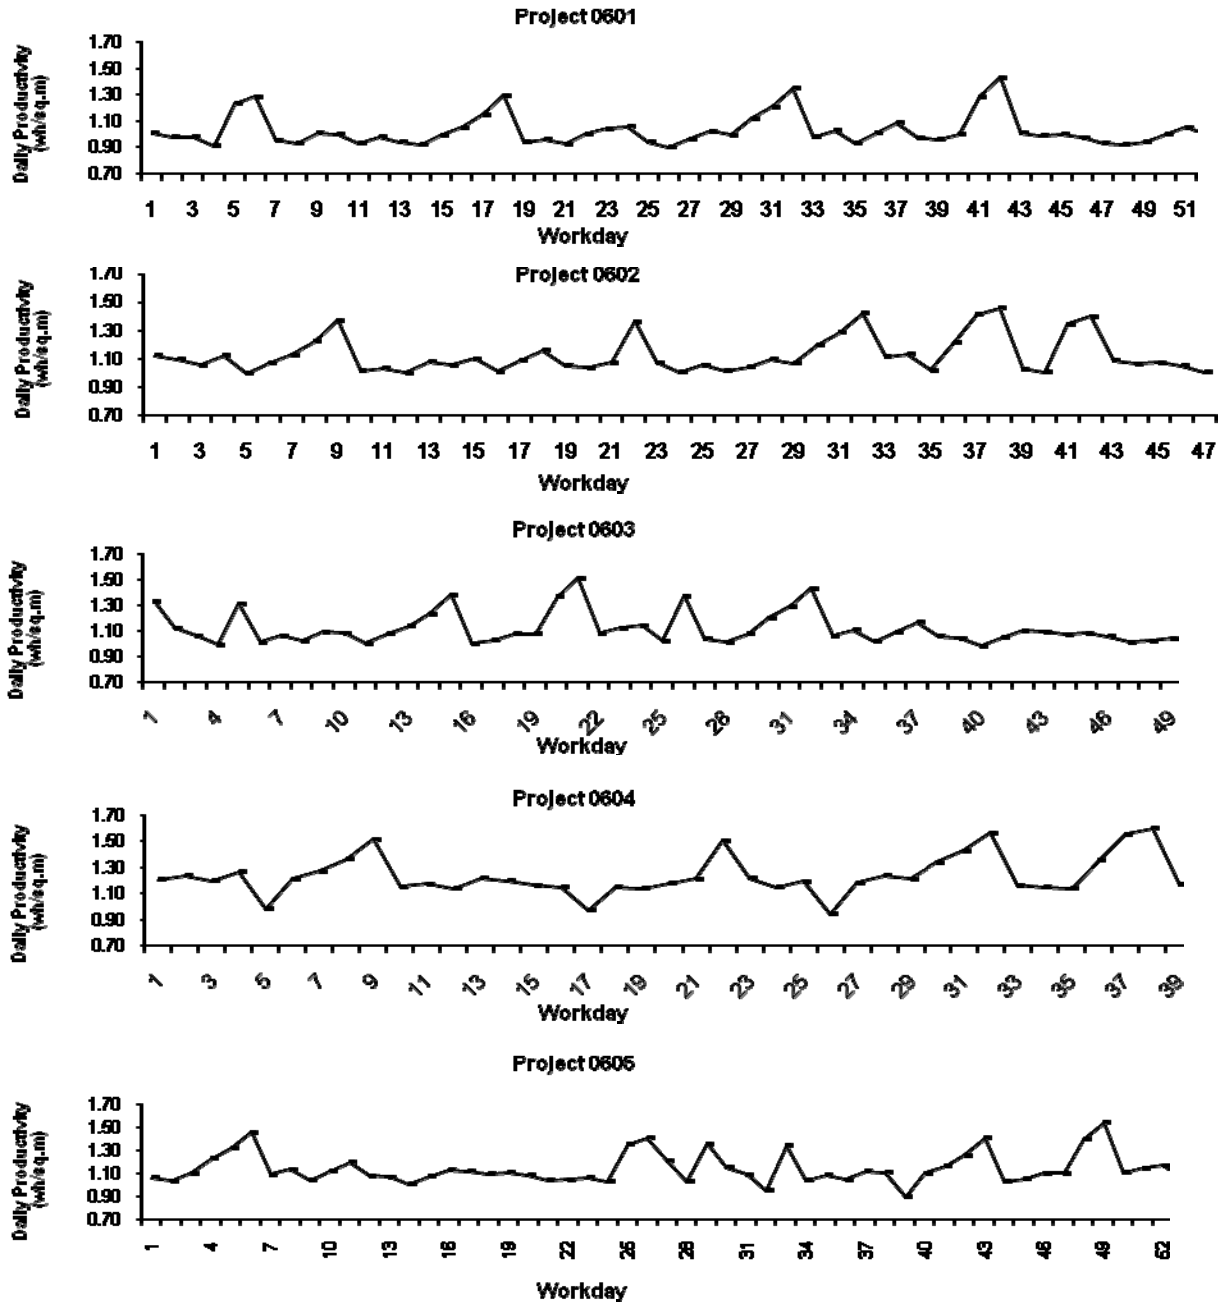 Project 0601
Daily Productivity
(wh/sq.m)
1.70
1.50
1.30
1.10
0.90
0.70
1 3 5 7 9 11 13 15 17 19 21 23 25 27 29 31 33 35 37 39 41 43 45 47 49 51
Workday
Project 0602
Daily Productivity
(wh/sq.m)
1.70
1.50
1.30
1.10
0.90
0.70
1 3 5 7 9 11 13 15 17 19 21 23 25 27 29 31 33 35 37 39 41 43 45 47
Workday
Project 0603
Daily Productivity
(wh/sq.m)
1.70
1.50
1.30
1.10
0.90
0.70
1 4 7 10 13 16 19 22 25 28 31 34 37 40 43 46 49
Workday
Project 0604
Daily Productivity
(wh/sq.m)
1.70
1.50
1.30
1.10
0.90
0.70
1 3 5 7 9 11 13 15 17 19 21 23 25 27 29 31 33 35 37 39
Workday
Project 0605
Daily Productivity
(wh/sq.m)
1.70
1.50
1.30
1.10
0.90
0.70
1 4 7 10 13 16 19 22 25 28 31 34 37 40 43 46 49 52
Workday